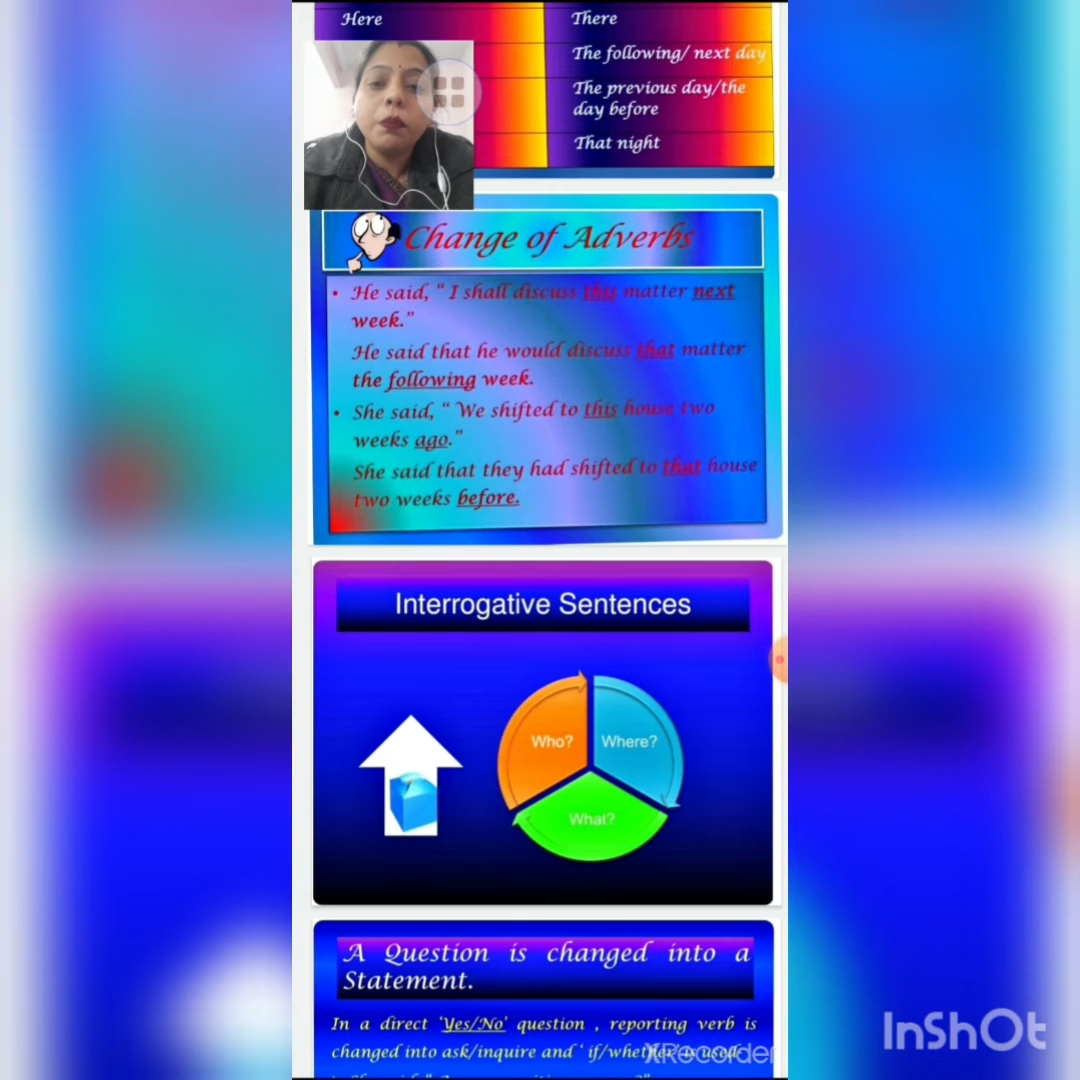 Here
There
The following/ next day
The previous day/the
day before
That night
Change of Adverbs
• He said, “ I shall discuss this matter next
week.”
He said that he would discuss that matter
the following week.
• She said, “ We shifted to this house two
weeks ago.”
She said that they had shifted to that house
two weeks before.
Interrogative Sentences
Who?
Where?
What?
A Question is changed into a
Statement.
In a direct ‘Yes/No’ question , reporting verb is
changed into ask/inquire and ‘ if/whether is used
XRecorder
InShOt